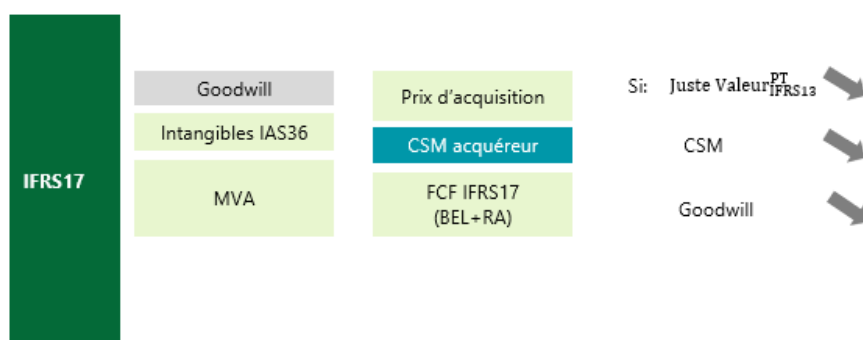 IFRS17
Goodwill
Intangibles IAS36
MVA
Prix d'acquisition
CSM acquéreur
FCF IFRS17
(BEL+RA)
Si: Juste Valeur PT IFRS13
CSM
Goodwill